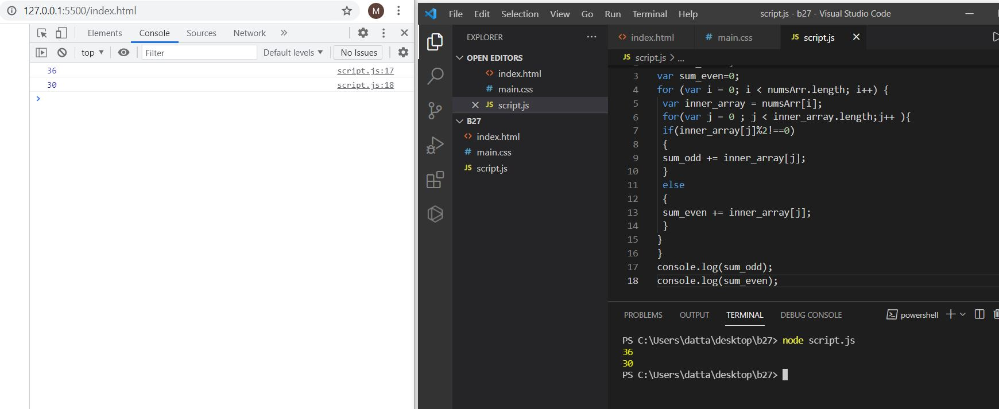 127.0.0.1:5500/index.html
M
Elements Console Sources Network
top Filter Default levels No Issues
36 script.js:17
30 script.js:18
>
File Edit Selection View Go Run Terminal Help script.js - b27 - Visual Studio Code
EXPLORER
OPEN EDITORS
<> index.html
# main.css
JS script.js
B27
<> index.html
# main.css
JS script.js
<> index.html # main.css JS script.js
JS script.js > ...
3 var sum_even=0;
4 for (var i = 0; i < numsArr.length; i++) {
5 var inner_array = numsArr[i];
6 for(var j = 0 ; j < inner_array.length;j++ ){
7 if(inner_array[j]%2!==0)
8 {
9 sum_odd += inner_array[j];
10 }
11 else
12 {
13 sum_even += inner_array[j];
14 }
15 }
16 }
17 console.log(sum_odd);
18 console.log(sum_even);
PROBLEMS OUTPUT TERMINAL DEBUG CONSOLE powershell
PS C:\Users\datta\desktop\b27> node script.js
36
30
PS C:\Users\datta\desktop\b27>